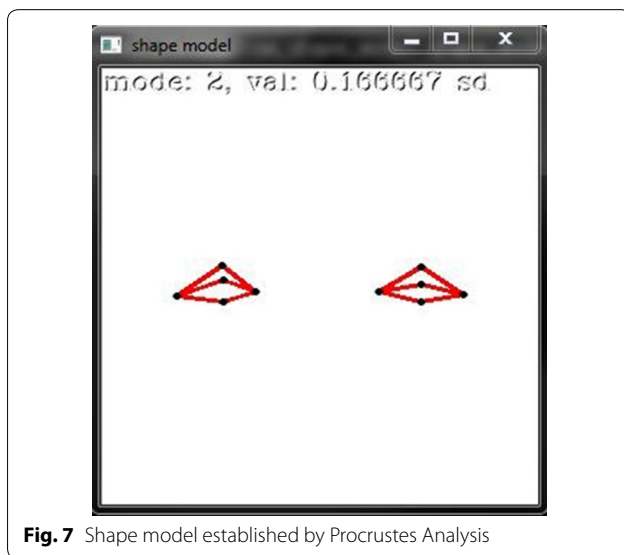 shape model
mode: 2, val: 0.166667 sd
Fig. 7 Shape model established by Procrustes Analysis